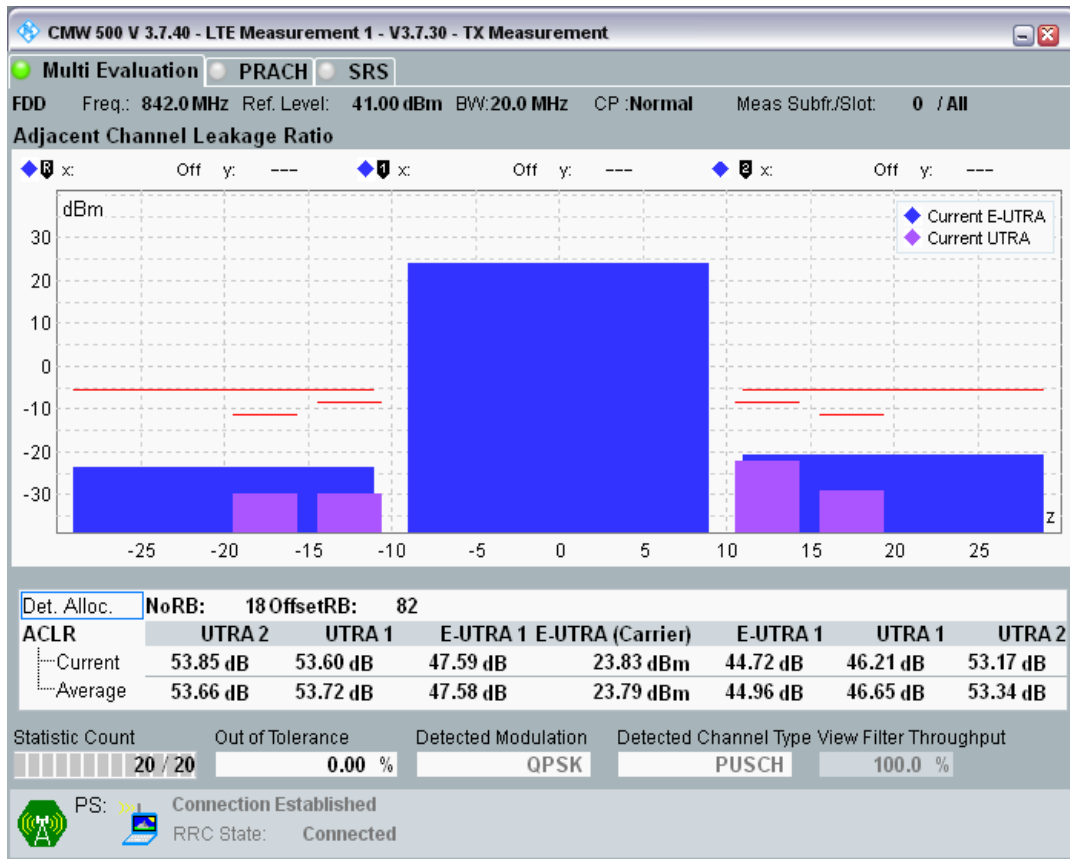 CMW 500 V 3.7.40 - LTE Measurement 1 - V3.7.30 - TX Measurement
Multi Evaluation PRACH SRS
FDD Freq.: 842.0 MHz Ref. Level: 41.00 dBm BW: 20.0 MHz CP :Normal Meas Subfr./Slot: 0 / All
Adjacent Channel Leakage Ratio
R x: Off y: --- 1 x: Off y: --- 2 x: Off y: ---
dBm
Current E-UTRA
Current UTRA
30
20
10
0
-10
-20
-30
z
-25 -20 -15 -10 -5 0 5 10 15 20 25
Det. Alloc. NoRB: 18 OffsetRB: 82
ACLR UTRA 2 UTRA 1 E-UTRA 1 E-UTRA (Carrier) E-UTRA 1 UTRA 1 UTRA 2
Current 53.85 dB 53.60 dB 47.59 dB 23.83 dBm 44.72 dB 46.21 dB 53.17 dB
Average 53.66 dB 53.72 dB 47.58 dB 23.79 dBm 44.96 dB 46.65 dB 53.34 dB
Statistic Count Out of Tolerance Detected Modulation Detected Channel Type View Filter Throughput
20 / 20 0.00 % QPSK PUSCH 100.0 %
PS: Connection Established
RRC State: Connected